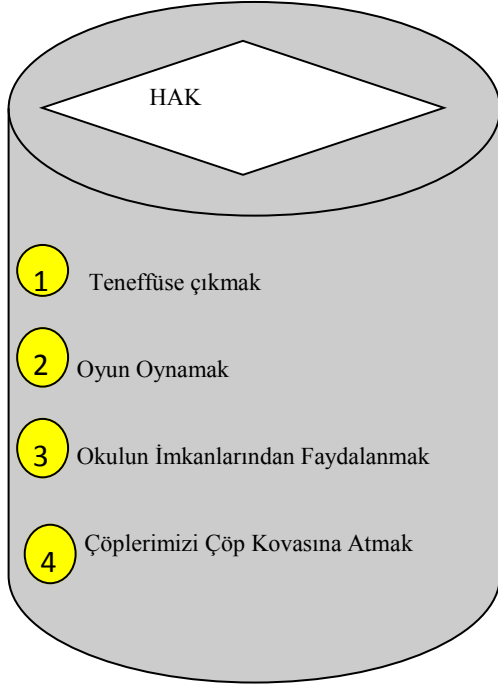 HAK
1 Teneffüse çıkmak
2 Oyun Oynamak
3 Okulun İmkanlarından Faydalanmak
4 Çöplerimizi Çöp Kovasına Atmak